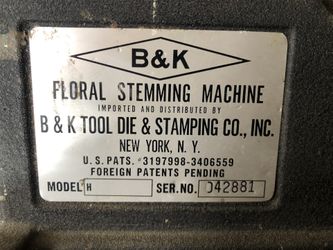 B&K
FLORAL STEMMING MACHINE
IMPORTED AND DISTRIBUTED BY
B & K TOOL DIE & STAMPING CO., INC.
NEW YORK, N. Y.
U.S. PATS. #3197998-3406559
FOREIGN PATENTS PENDING
MODEL H SER. NO. D42881